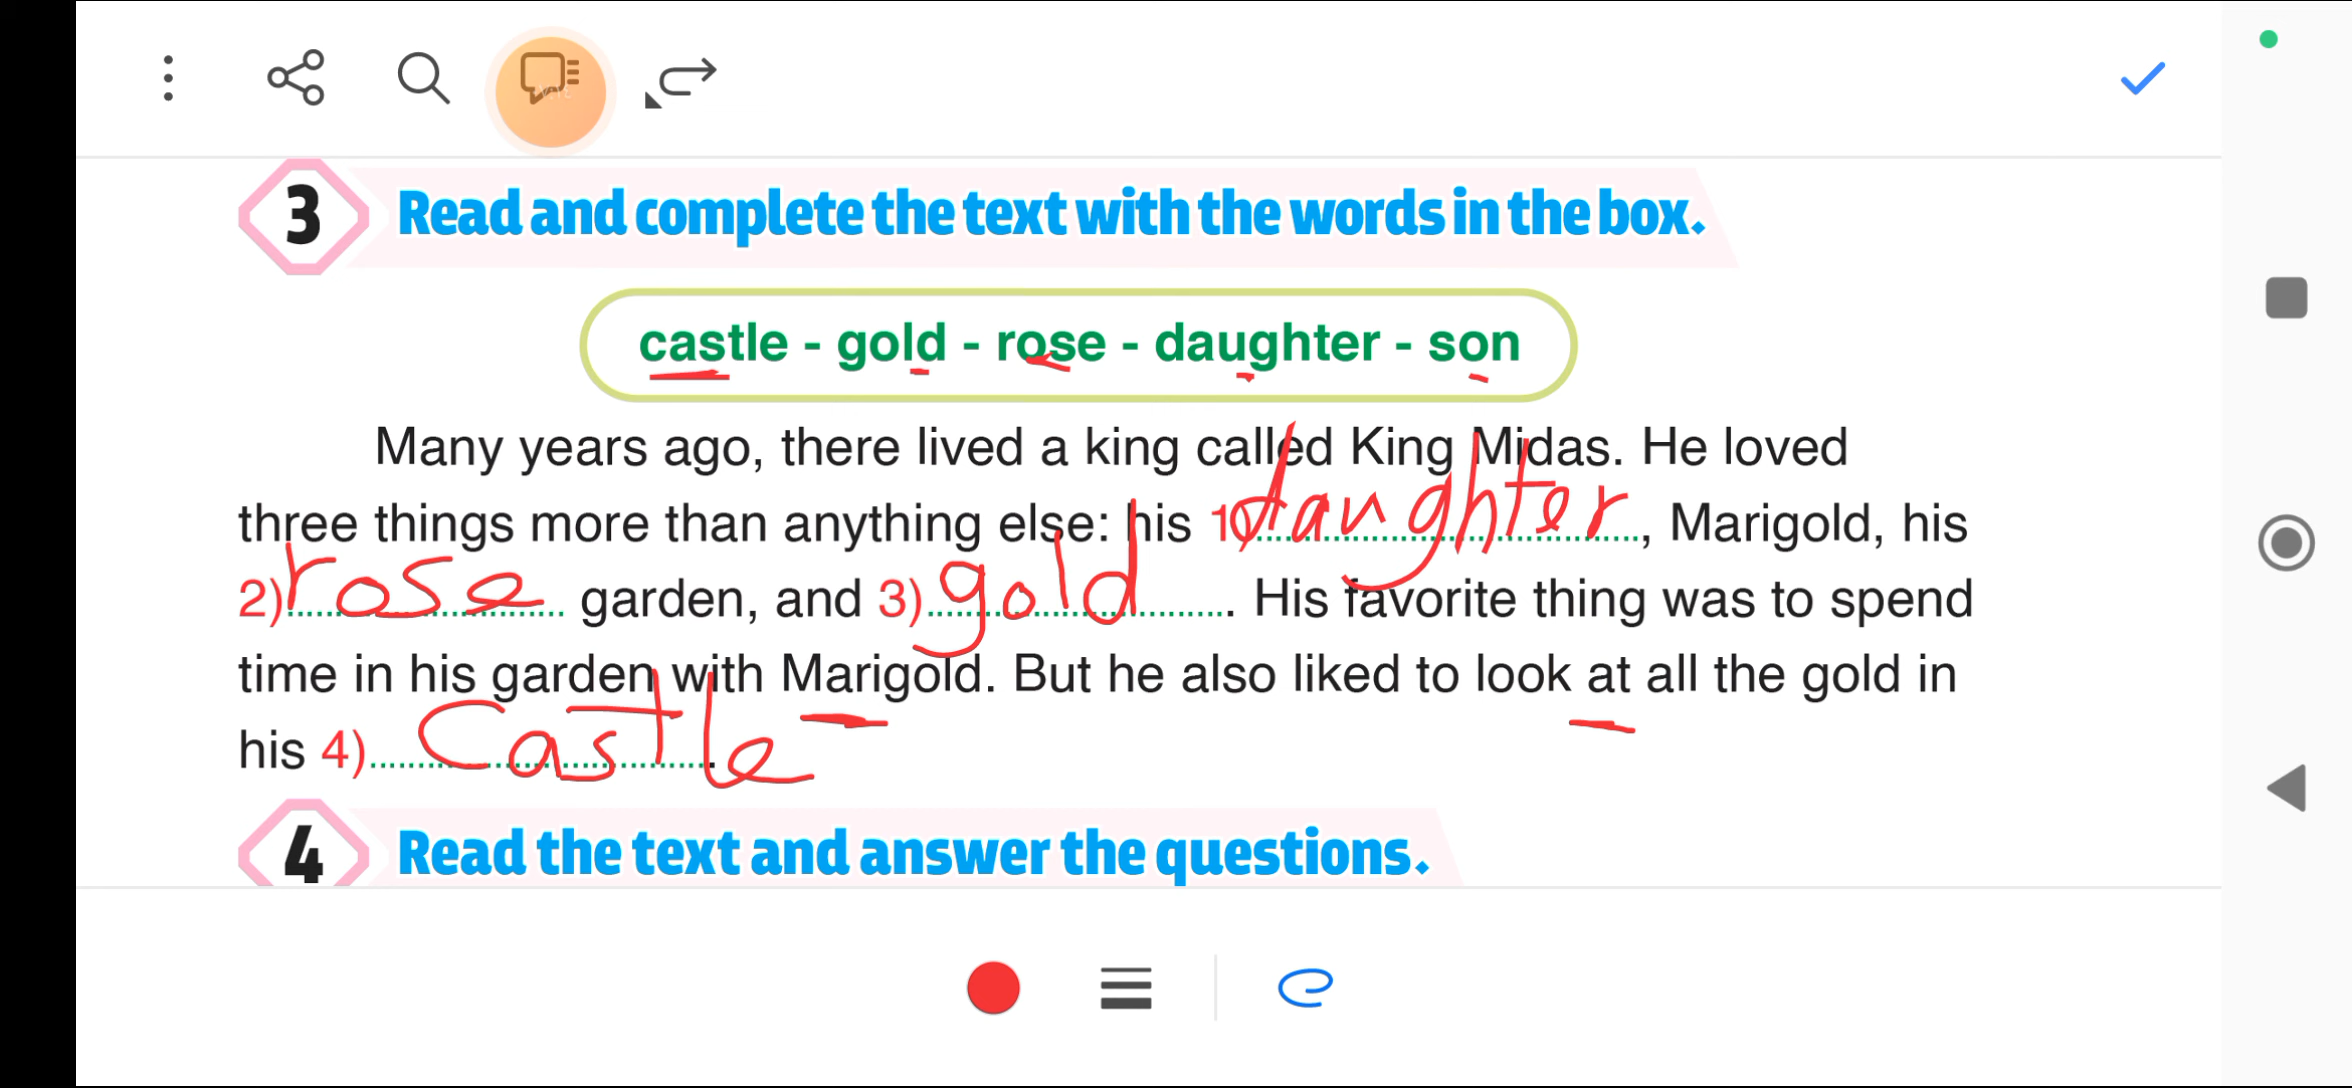 3 Read and complete the text with the words in the box.
castle - gold - rose - daughter - son
Many years ago, there lived a king called King Midas. He loved
three things more than anything else: his 1) daughter, Marigold, his
2) rose garden, and 3) gold. His favorite thing was to spend
time in his garden with Marigold. But he also liked to look at all the gold in
his 4) castle.
4 Read the text and answer the questions.